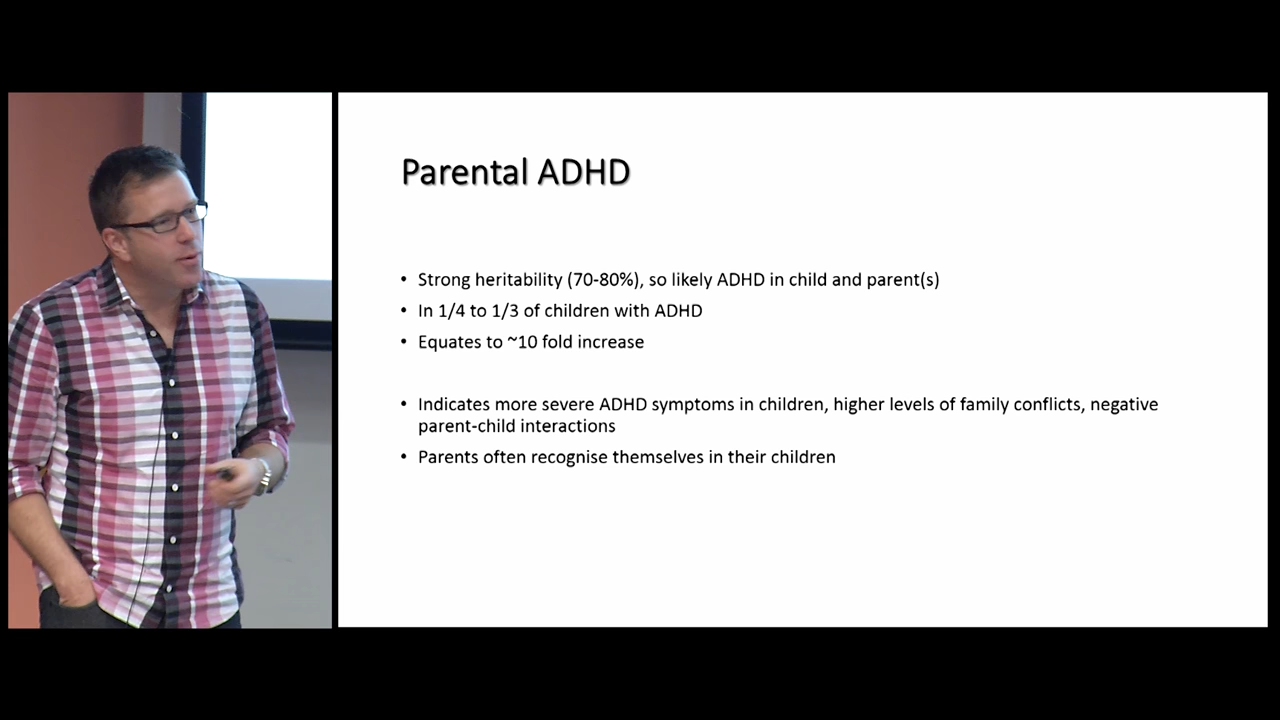 Parental ADHD
• Strong heritability (70-80%), so likely ADHD in child and parent(s)
• In 1/4 to 1/3 of children with ADHD
• Equates to ~10 fold increase
• Indicates more severe ADHD symptoms in children, higher levels of family conflicts, negative
parent-child interactions
• Parents often recognise themselves in their children